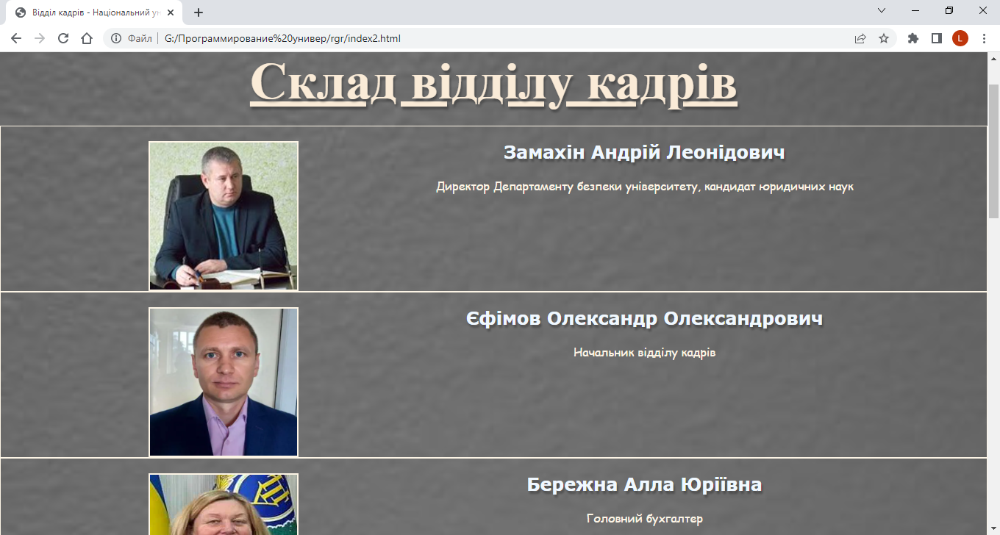 Відділ кадрів - Національний ун
Файл | G:/Программирование%20универ/rgr/index2.html
L
Склад відділу кадрів
Замахін Андрій Леонідович
Директор Департаменту безпеки університету, кандидат юридичних наук
Єфімов Олександр Олександрович
Начальник відділу кадрів
Бережна Алла Юріївна
Головний бухгалтер